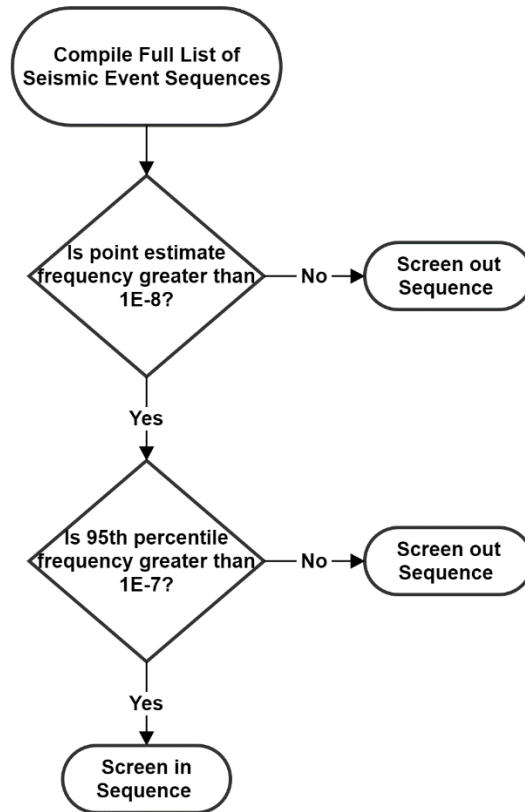 Compile Full List of
Seismic Event Sequences
Is point estimate
frequency greater than
1E-8?
No
Screen out
Sequence
Yes
Is 95th percentile
frequency greater than
1E-7?
No
Screen out
Sequence
Yes
Screen in
Sequence